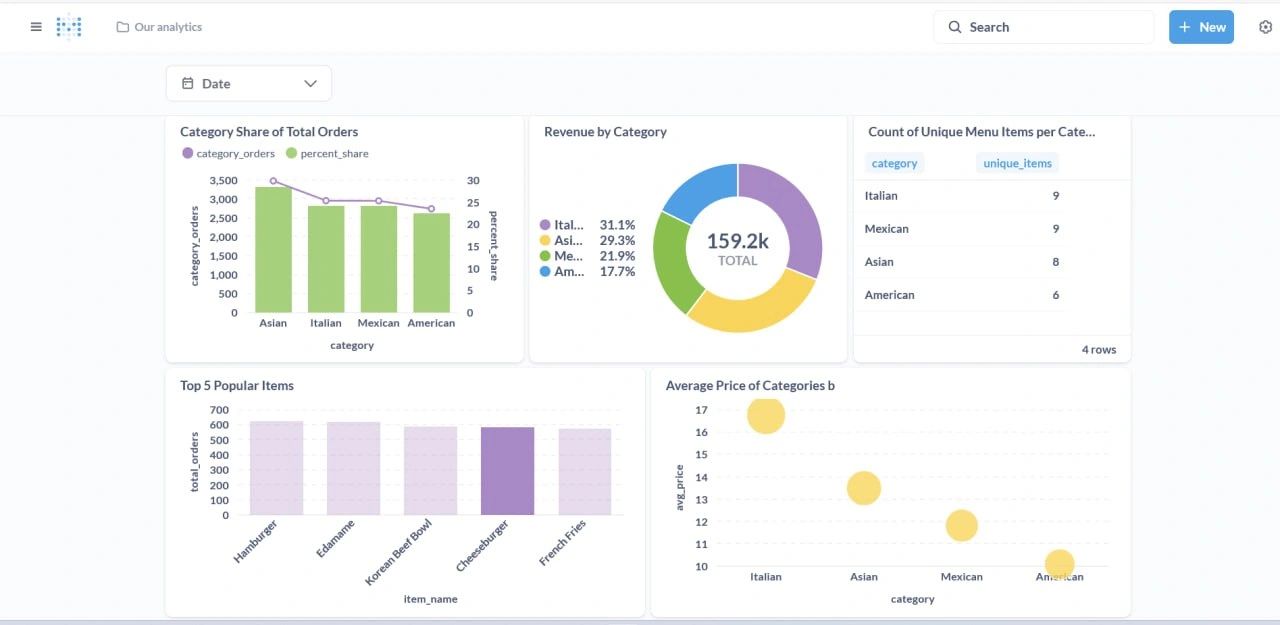 Our analytics
Search
+ New
Date
Category Share of Total Orders
category_orders percent_share
category_orders
3,500
3,000
2,500
2,000
1,500
1,000
500
0
30
25
20
15
10
5
0
percent_share
Asian Italian Mexican American
category
Revenue by Category
Ital... 31.1%
Asi... 29.3%
Me... 21.9%
Am... 17.7%
159.2k
TOTAL
Count of Unique Menu Items per Cate...
category unique_items
Italian 9
Mexican 9
Asian 8
American 6
4 rows
Top 5 Popular Items
total_orders
700
600
500
400
300
200
100
0
Hamburger
Edamame
Korean Beef Bowl
Cheeseburger
French Fries
item_name
Average Price of Categories b
avg_price
17
16
15
14
13
12
11
10
Italian Asian Mexican American
category